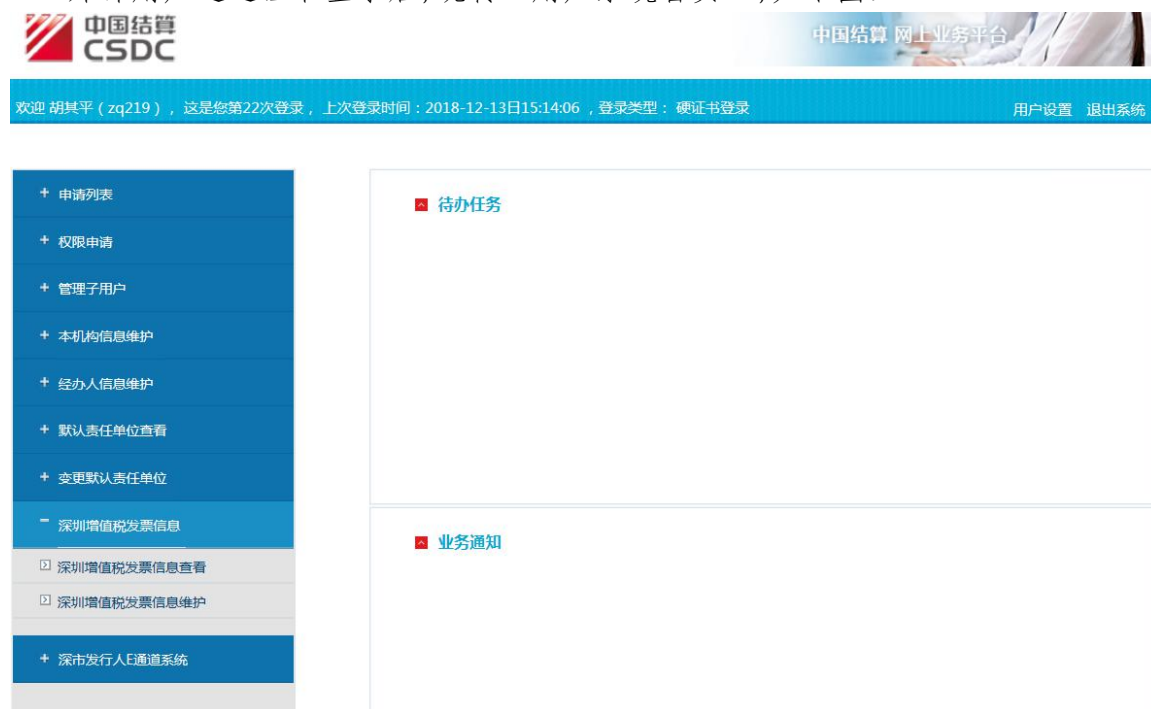 中国结算
CSDC
中国结算 网上业务平台
欢迎 胡其平（zq219），这是您第22次登录，上次登录时间：2018-12-13日15:14:06 ，登录类型： 硬证书登录
用户设置 退出系统
+ 申请列表
待办任务
+ 权限申请
+ 管理子用户
+ 本机构信息维护
+ 经办人信息维护
+ 默认责任单位查看
+ 变更默认责任单位
- 深圳增值税发票信息
业务通知
深圳增值税发票信息查看
深圳增值税发票信息维护
+ 深市发行人E通道系统